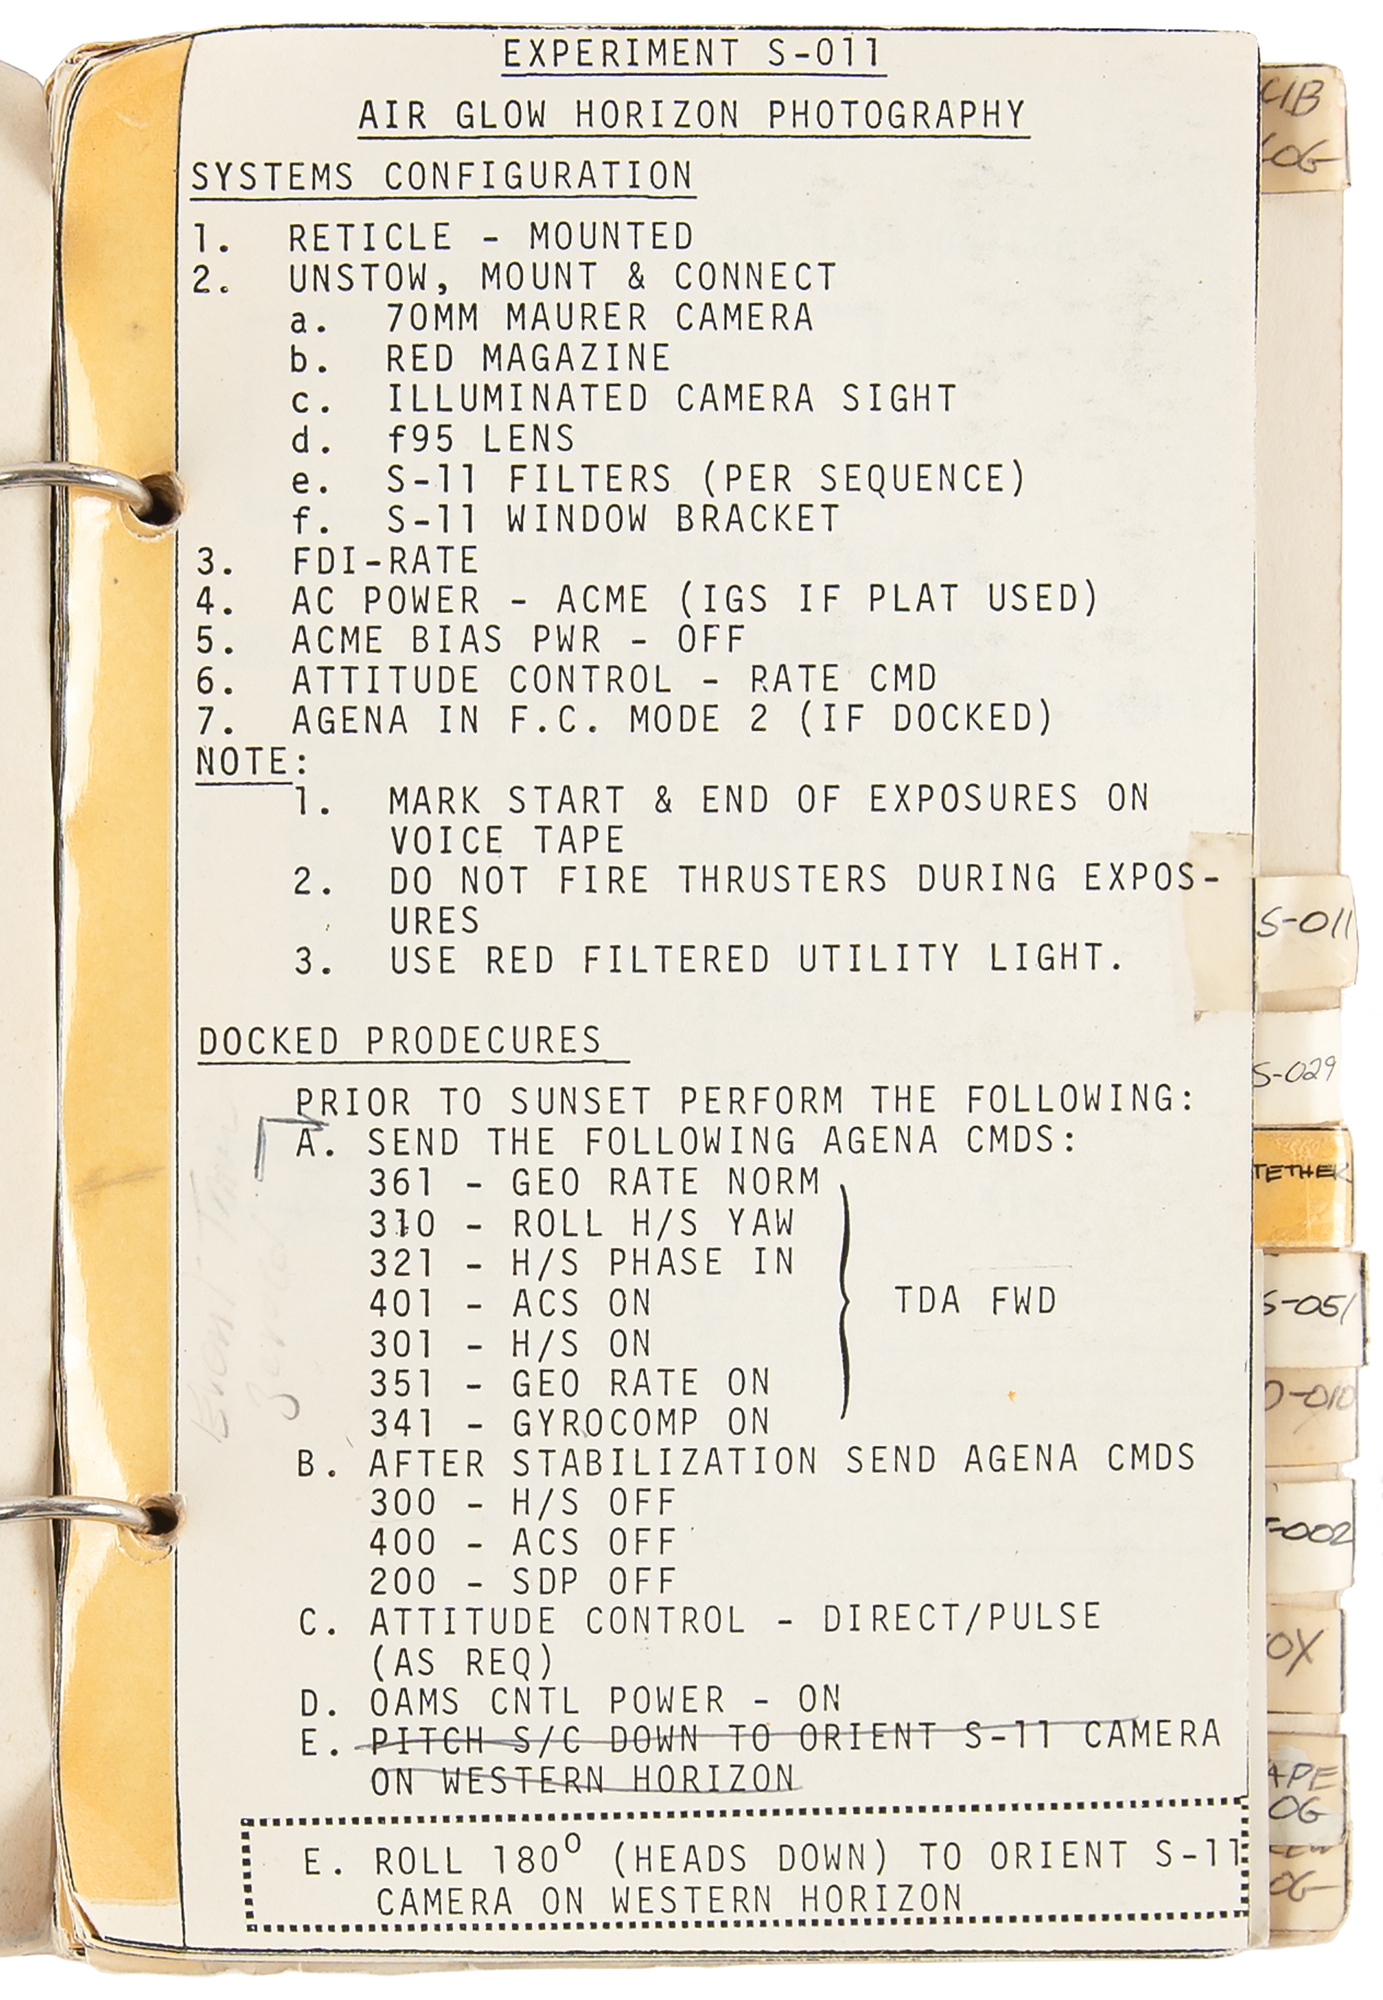 EXPERIMENT S-011
AIR GLOW HORIZON PHOTOGRAPHY
SYSTEMS CONFIGURATION
1. RETICLE - MOUNTED
2. UNSTOW, MOUNT & CONNECT
a. 70MM MAURER CAMERA
b. RED MAGAZINE
c. ILLUMINATED CAMERA SIGHT
d. f95 LENS
e. S-11 FILTERS (PER SEQUENCE)
f. S-11 WINDOW BRACKET
3. FDI-RATE
4. AC POWER - ACME (IGS IF PLAT USED)
5. ACME BIAS PWR - OFF
6. ATTITUDE CONTROL - RATE CMD
7. AGENA IN F.C. MODE 2 (IF DOCKED)
NOTE:
1. MARK START & END OF EXPOSURES ON
VOICE TAPE
2. DO NOT FIRE THRUSTERS DURING EXPOS-
URES
3. USE RED FILTERED UTILITY LIGHT.
DOCKED PRODECURES
PRIOR TO SUNSET PERFORM THE FOLLOWING:
A. SEND THE FOLLOWING AGENA CMDS:
361 - GEO RATE NORM
310 - ROLL H/S YAW
321 - H/S PHASE IN
401 - ACS ON TDA FWD
301 - H/S ON
351 - GEO RATE ON
341 - GYROCOMP ON
B. AFTER STABILIZATION SEND AGENA CMDS
300 - H/S OFF
400 - ACS OFF
200 - SDP OFF
C. ATTITUDE CONTROL - DIRECT/PULSE
(AS REQ)
D. OAMS CNTL POWER - ON
E. PITCH S/C DOWN TO ORIENT S-11 CAMERA
ON WESTERN HORIZON
E. ROLL 180° (HEADS DOWN) TO ORIENT S-11
CAMERA ON WESTERN HORIZON
S-011
S-029
TETHER
S-051